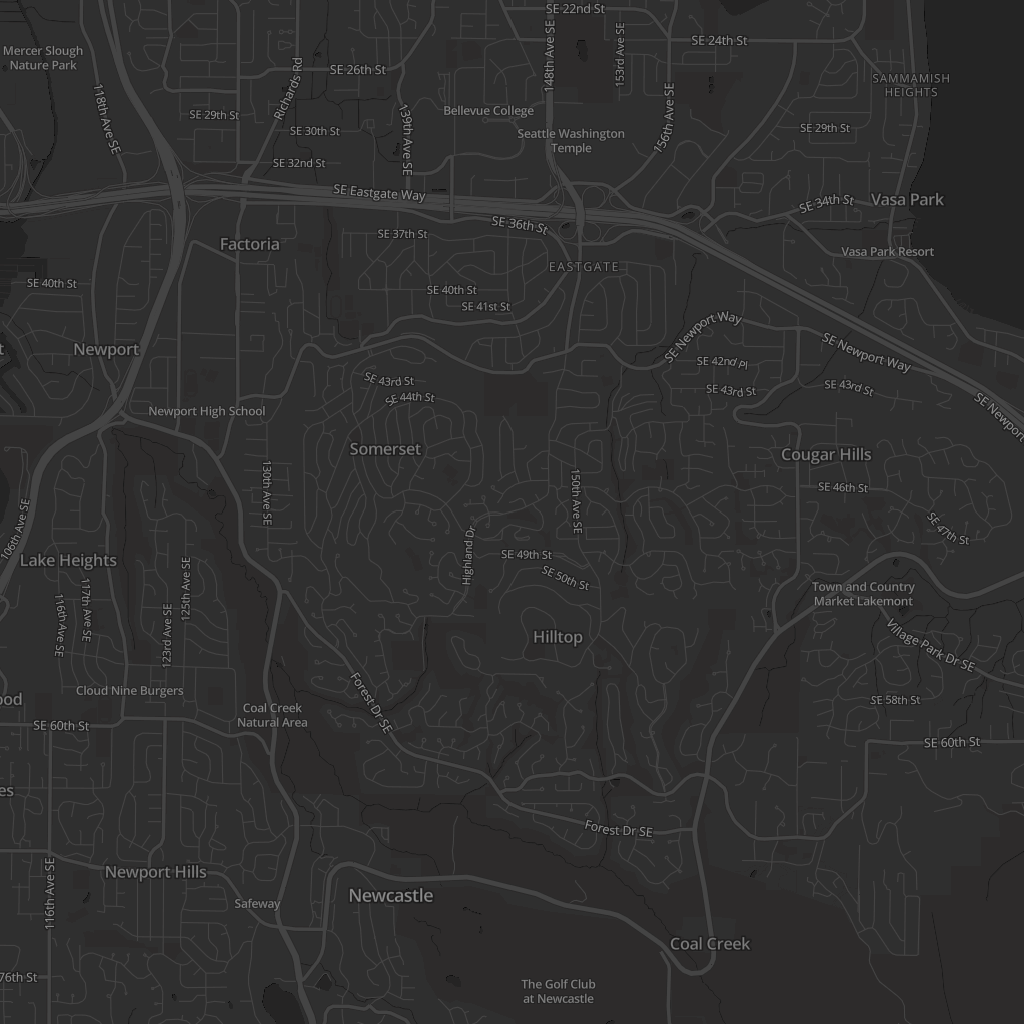 SE 22nd St
SE 24th St
Mercer Slough
Nature Park
148th Ave SE
153rd Ave SE
SE 26th St
Richards Rd
SAMMAMISH
HEIGHTS
118th Ave SE
SE 29th St
139th Ave SE
Bellevue College
156th Ave SE
SE 30th St
Seattle Washington
Temple
SE 29th St
SE 32nd St
SE Eastgate Way
SE 34th St
Vasa Park
SE 36th St
SE 37th St
Factoria
Vasa Park Resort
EASTGATE
SE 40th St
SE 40th St
SE 41st St
SE Newport Way
Newport
t
SE Newport Way
SE 42nd Pl
SE 43rd St
SE 43rd St
SE 43rd St
SE 44th St
SE Newport
Newport High School
Somerset
Cougar Hills
130th Ave SE
150th Ave SE
SE 46th St
106th Ave SE
SE 47th St
Highland Dr
SE 49th St
Lake Heights
SE 50th St
125th Ave SE
117th Ave SE
116th Ave SE
Town and Country
Market Lakemont
123rd Ave SE
Hilltop
Village Park Dr SE
Cloud Nine Burgers
ood
Forest Dr SE
SE 58th St
Coal Creek
Natural Area
SE 60th St
SE 60th St
es
Forest Dr SE
Newport Hills
116th Ave SE
Newcastle
Safeway
Coal Creek
76th St
The Golf Club
at Newcastle